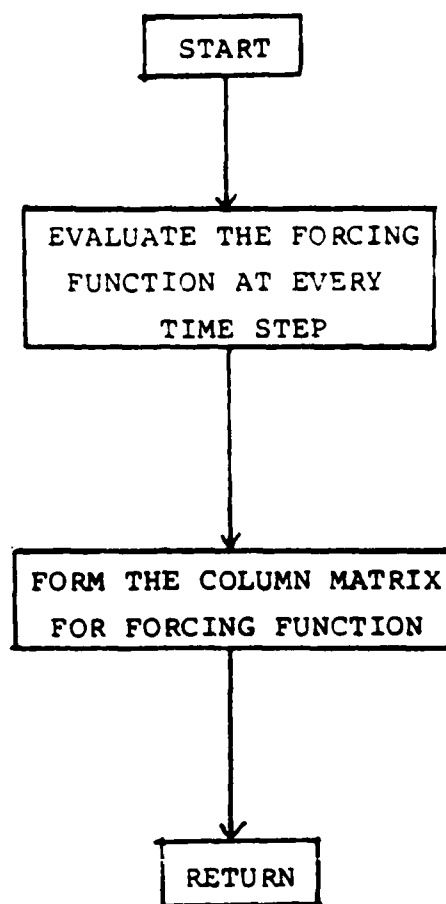 START
EVALUATE THE FORCING
FUNCTION AT EVERY
TIME STEP
FORM THE COLUMN MATRIX
FOR FORCING FUNCTION
RETURN